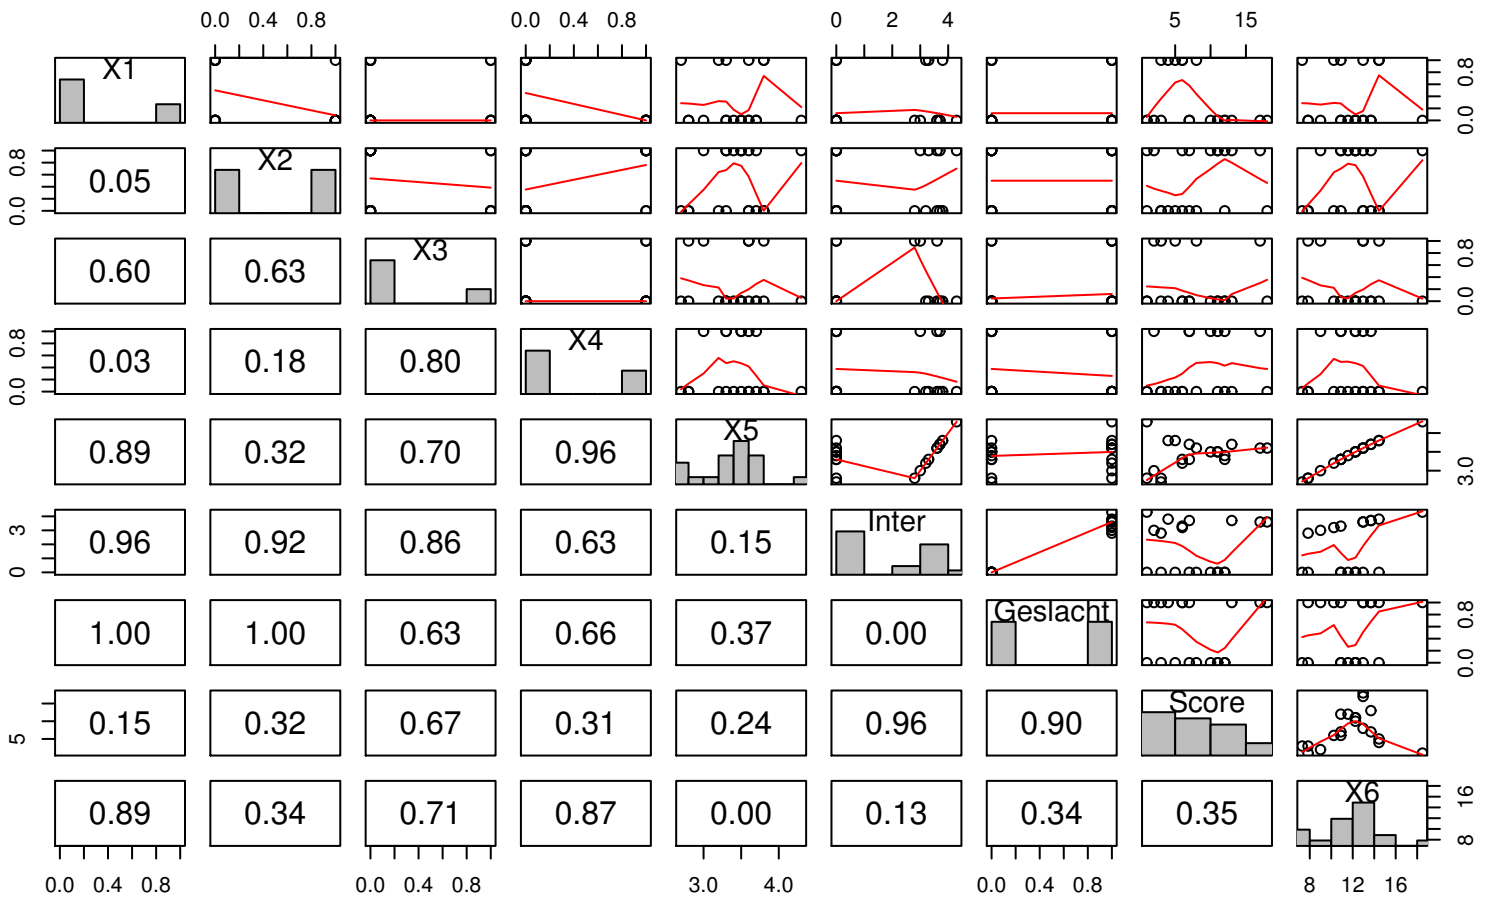 0.0 0.4 0.8 0.0 0.4 0.8 0 2 4 5 15
X1 0.0 0.8
0.0 0.8 0.05 X2
0.60 0.63 X3 0.0 0.8
0.0 0.8 0.03 0.18 0.80 X4
0.89 0.32 0.70 0.96 X5 3.0
0 3 0.96 0.92 0.86 0.63 0.15 Inter
1.00 1.00 0.63 0.66 0.37 0.00 Geslacht 0.0 0.8
5 0.15 0.32 0.67 0.31 0.24 0.96 0.90 Score
0.89 0.34 0.71 0.87 0.00 0.13 0.34 0.35 X6 8 16
0.0 0.4 0.8 0.0 0.4 0.8 3.0 4.0 0.0 0.4 0.8 8 12 16